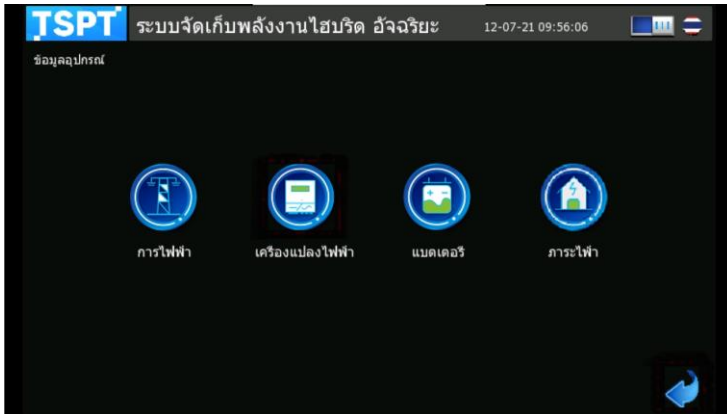 TSPT ระบบจัดเก็บพลังงานไฮบริด อัจฉริยะ 12-07-21 09:56:06
ข้อมูลอุปกรณ์
การไฟฟ้า เครื่องแปลงไฟฟ้า แบตเตอรี่ ภาระไฟ้า